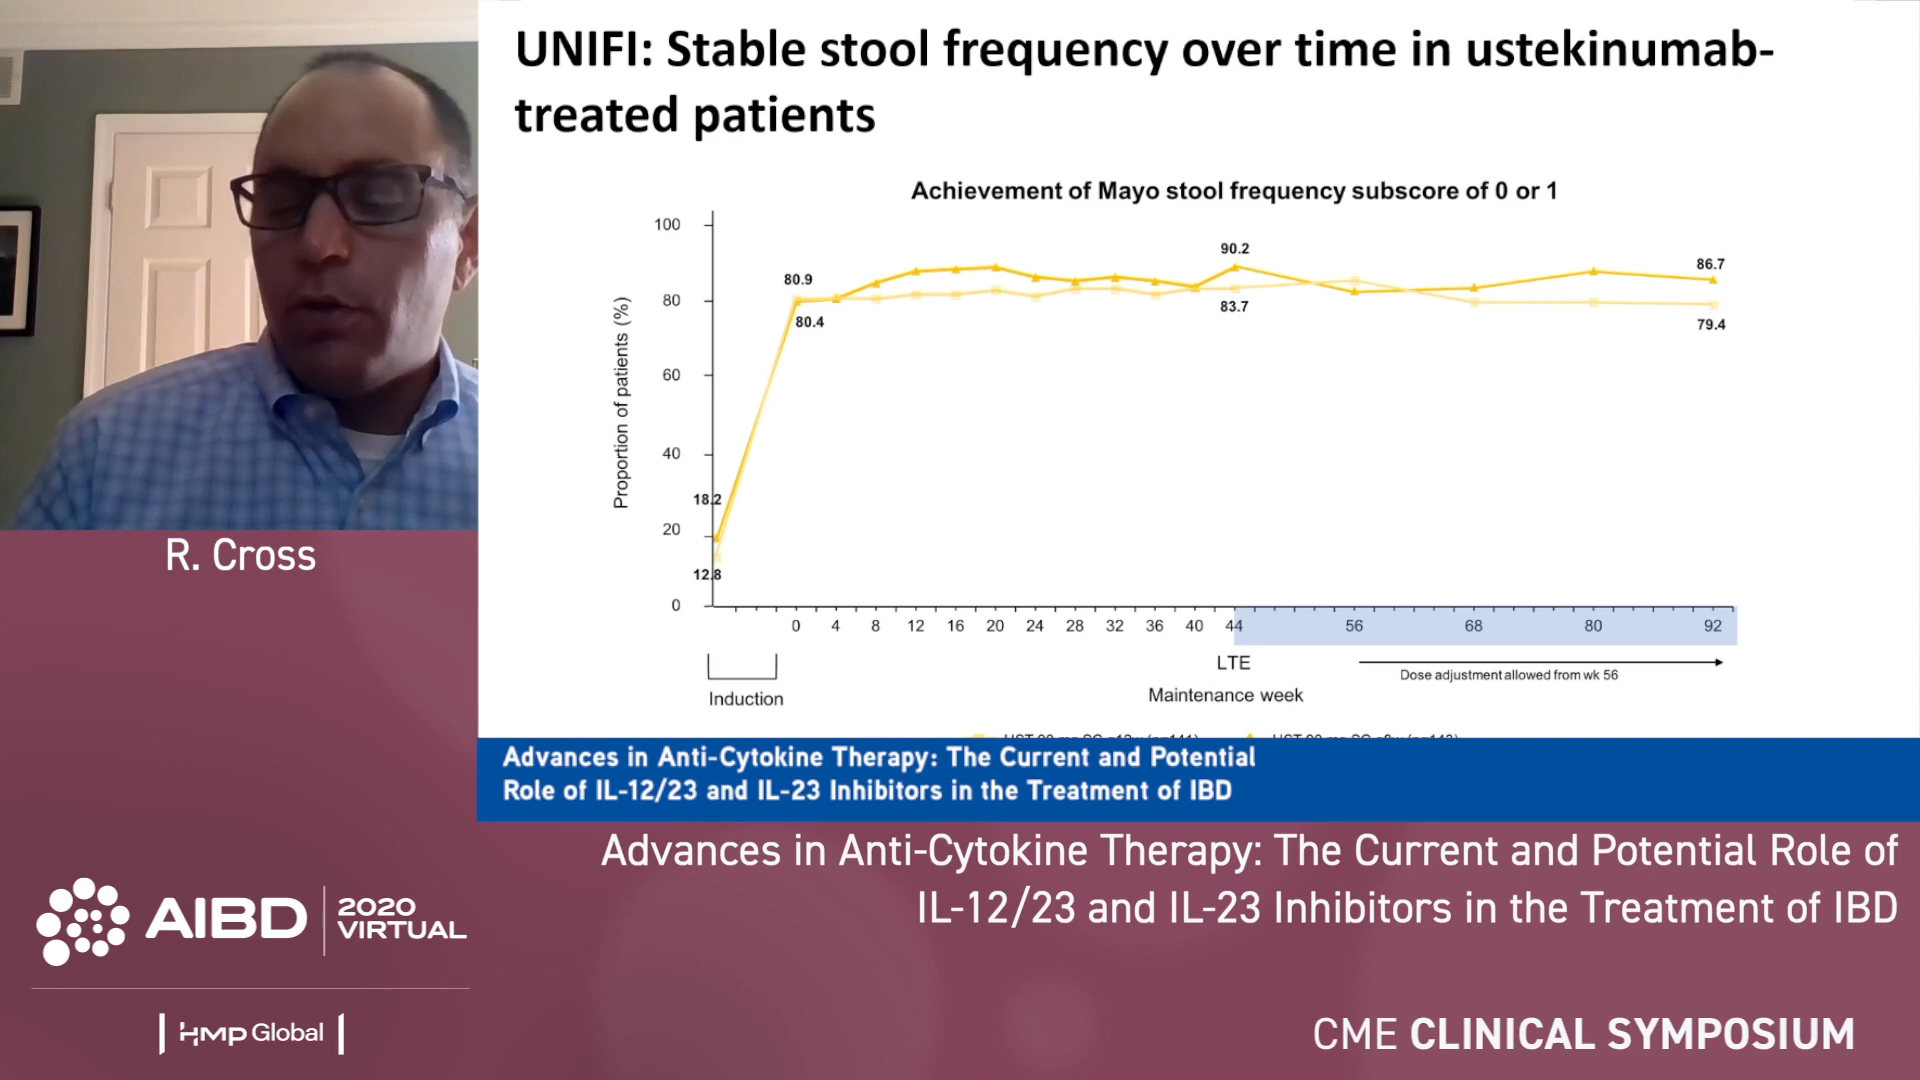 UNIFI: Stable stool frequency over time in ustekinumab-
treated patients
Achievement of Mayo stool frequency subscore of 0 or 1
Proportion of patients (%)
100
80
60
40
20
0
18.2
12.8
80.9
80.4
90.2
83.7
86.7
79.4
0 4 8 12 16 20 24 28 32 36 40 44 56 68 80 92
Induction
LTE
Maintenance week
Dose adjustment allowed from wk 56
R. Cross
Advances in Anti-Cytokine Therapy: The Current and Potential
Role of IL-12/23 and IL-23 Inhibitors in the Treatment of IBD
Advances in Anti-Cytokine Therapy: The Current and Potential Role of
IL-12/23 and IL-23 Inhibitors in the Treatment of IBD
AIBD
2020
VIRTUAL
HMP Global
CME CLINICAL SYMPOSIUM